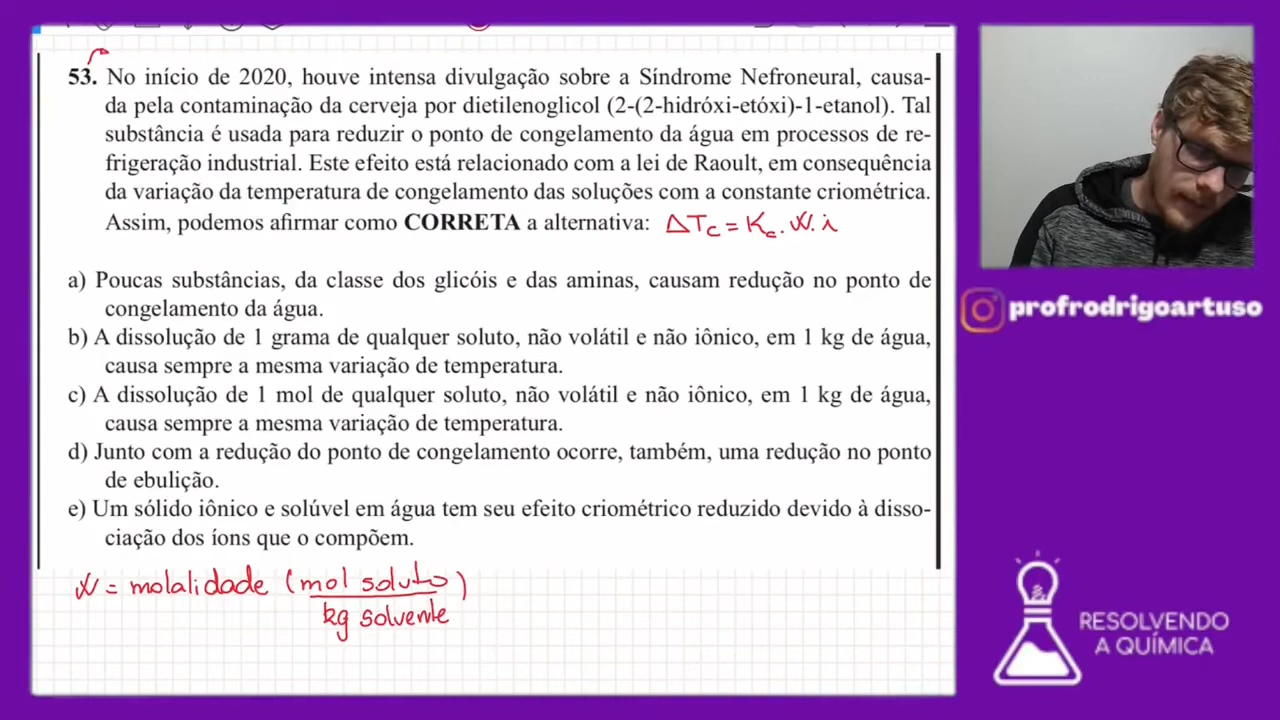 53. No início de 2020, houve intensa divulgação sobre a Síndrome Nefroneural, causa-
da pela contaminação da cerveja por dietilenoglicol (2-(2-hidróxi-etóxi)-1-etanol). Tal
substância é usada para reduzir o ponto de congelamento da água em processos de re-
frigeração industrial. Este efeito está relacionado com a lei de Raoult, em consequência
da variação da temperatura de congelamento das soluções com a constante criométrica.
Assim, podemos afirmar como CORRETA a alternativa: ΔTc = Kc . W . i
a) Poucas substâncias, da classe dos glicóis e das aminas, causam redução no ponto de
congelamento da água.
b) A dissolução de 1 grama de qualquer soluto, não volátil e não iônico, em 1 kg de água,
causa sempre a mesma variação de temperatura.
c) A dissolução de 1 mol de qualquer soluto, não volátil e não iônico, em 1 kg de água,
causa sempre a mesma variação de temperatura.
d) Junto com a redução do ponto de congelamento ocorre, também, uma redução no ponto
de ebulição.
e) Um sólido iônico e solúvel em água tem seu efeito criométrico reduzido devido à disso-
ciação dos íons que o compõem.
W = molalidade (mol soluto)
kg solvente
profrodrigoartuso
RESOLVENDO
A QUÍMICA